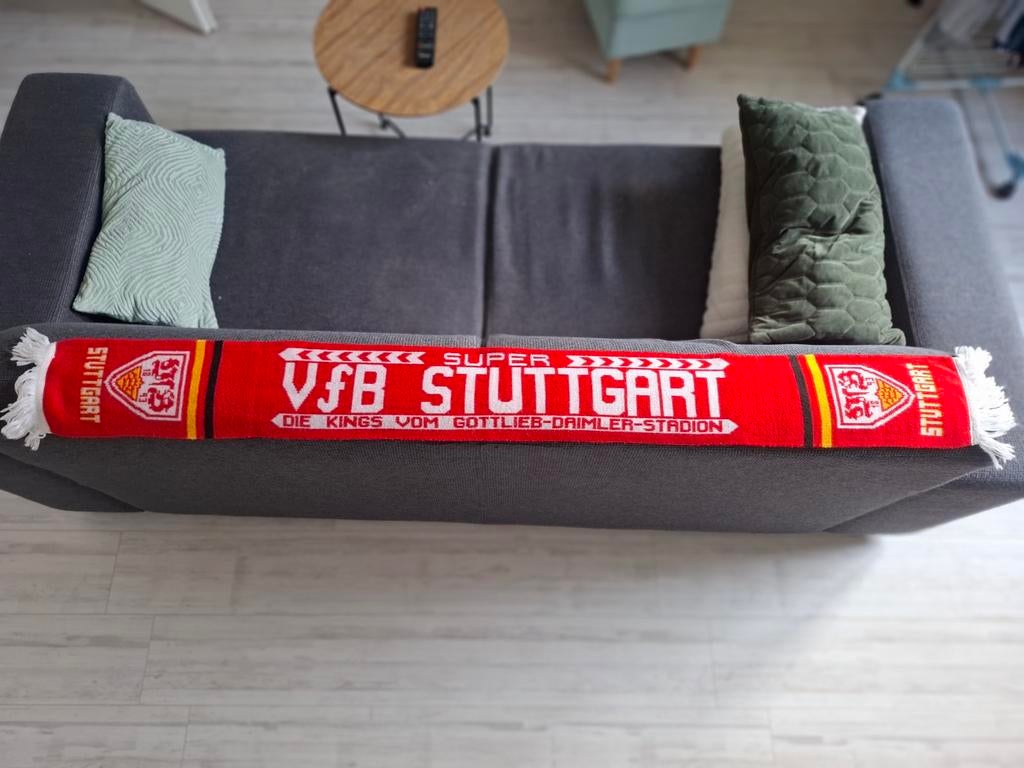 STUTTGART
SUPER
VfB STUTTGART
DIE KINGS VOM GOTTLIEB-DAIMLER-STADION
STUTTGART